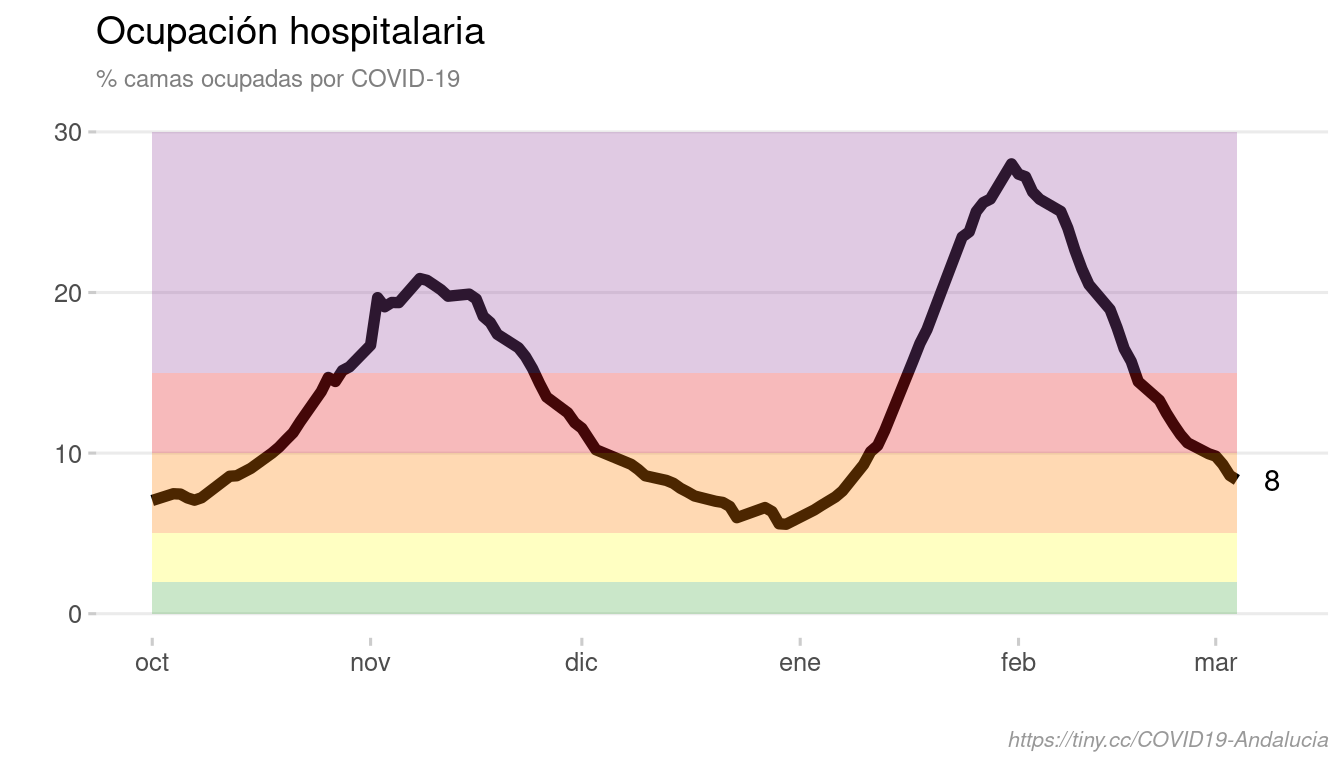 Ocupación hospitalaria
% camas ocupadas por COVID-19
30
20
10
0
8
oct nov dic ene feb mar
https://tiny.cc/COVID19-Andalucia